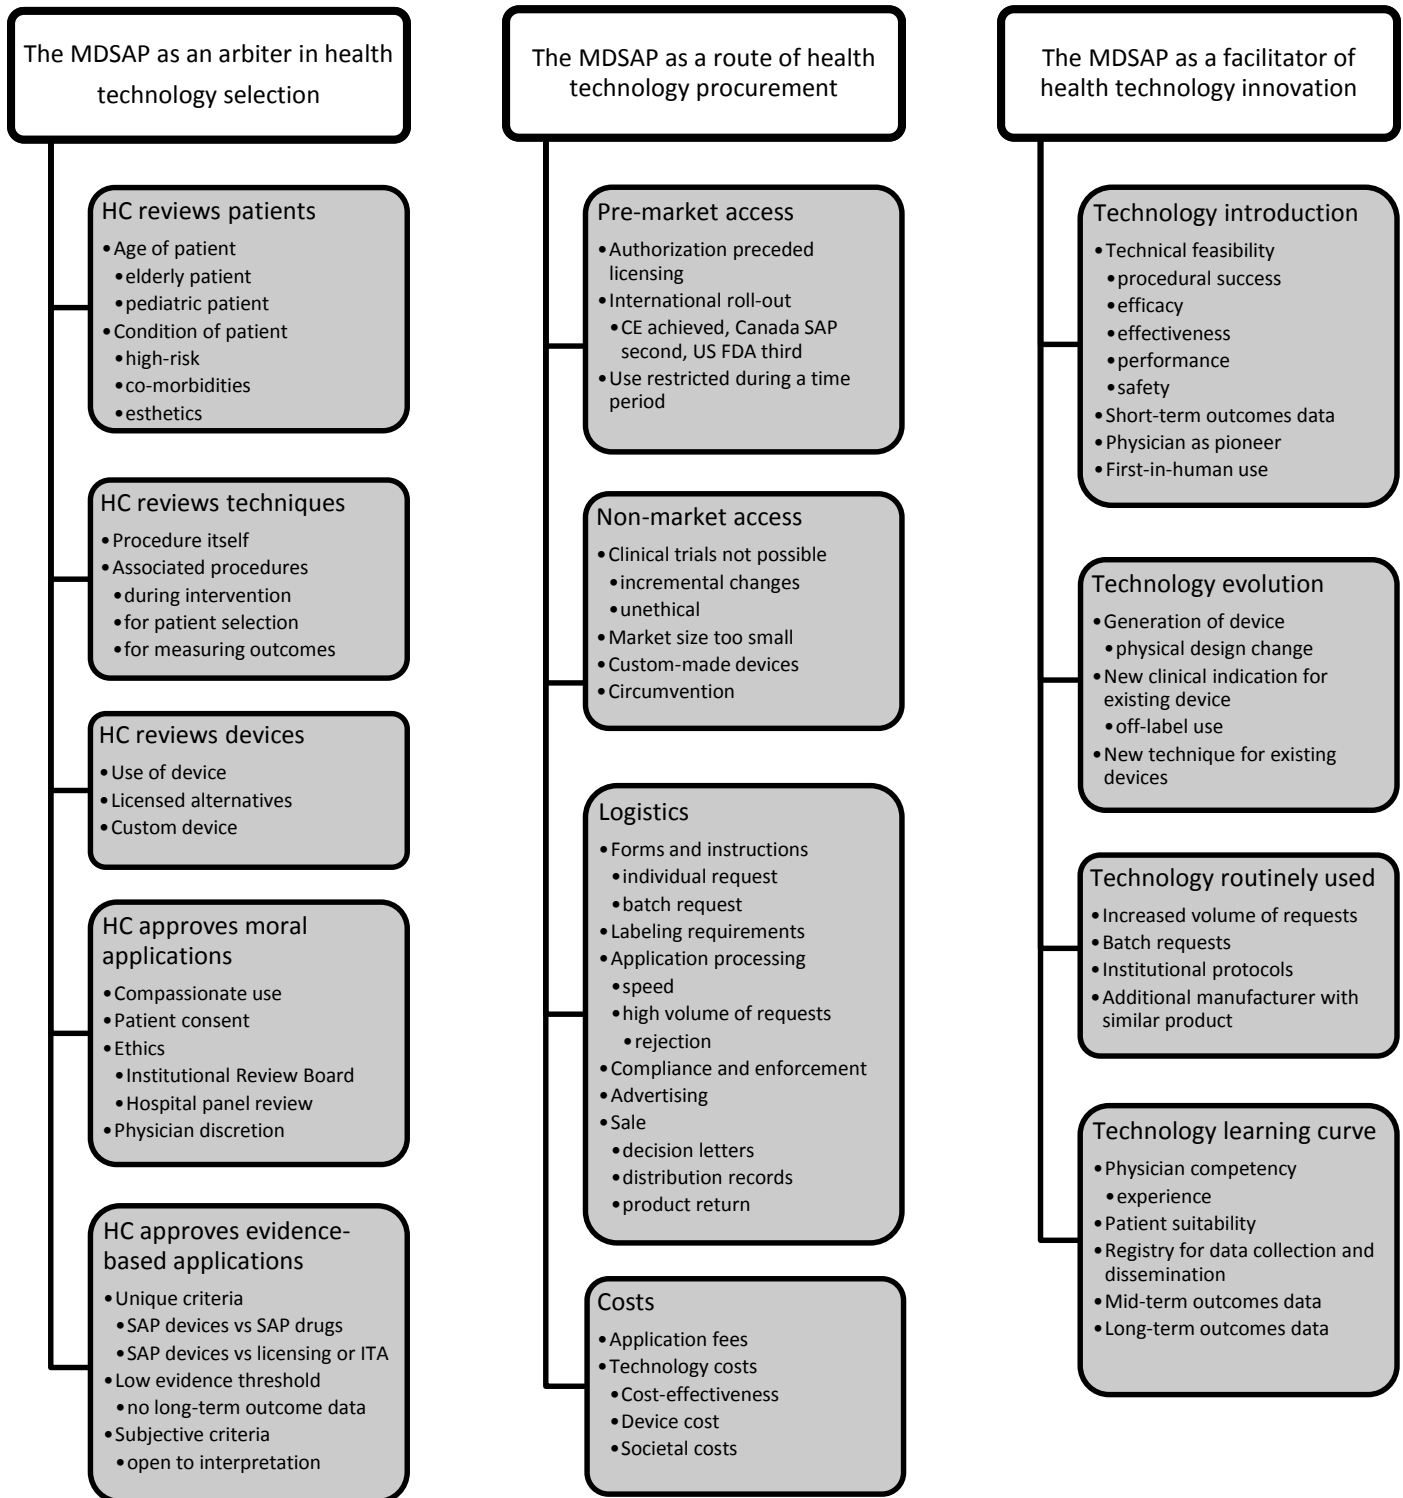 The MDSAP as an arbiter in health
technology selection
HC reviews patients
•Age of patient
•elderly patient
•pediatric patient
•Condition of patient
•high-risk
•co-morbidities
•esthetics
HC reviews techniques
•Procedure itself
•Associated procedures
•during intervention
•for patient selection
•for measuring outcomes
HC reviews devices
•Use of device
•Licensed alternatives
•Custom device
HC approves moral
applications
•Compassionate use
•Patient consent
•Ethics
•Institutional Review Board
•Hospital panel review
•Physician discretion
HC approves evidence-
based applications
•Unique criteria
•SAP devices vs SAP drugs
•SAP devices vs licensing or ITA
•Low evidence threshold
•no long-term outcome data
•Subjective criteria
•open to interpretation
The MDSAP as a route of health
technology procurement
Pre-market access
•Authorization preceded
licensing
•International roll-out
•CE achieved, Canada SAP
second, US FDA third
•Use restricted during a time
period
Non-market access
•Clinical trials not possible
•incremental changes
•unethical
•Market size too small
•Custom-made devices
•Circumvention
Logistics
•Forms and instructions
•individual request
•batch request
•Labeling requirements
•Application processing
•speed
•high volume of requests
•rejection
•Compliance and enforcement
•Advertising
•Sale
•decision letters
•distribution records
•product return
Costs
•Application fees
•Technology costs
•Cost-effectiveness
•Device cost
•Societal costs
The MDSAP as a facilitator of
health technology innovation
Technology introduction
•Technical feasibility
•procedural success
•efficacy
•effectiveness
•performance
•safety
•Short-term outcomes data
•Physician as pioneer
•First-in-human use
Technology evolution
•Generation of device
•physical design change
•New clinical indication for
existing device
•off-label use
•New technique for existing
devices
Technology routinely used
•Increased volume of requests
•Batch requests
•Institutional protocols
•Additional manufacturer with
similar product
Technology learning curve
•Physician competency
•experience
•Patient suitability
•Registry for data collection and
dissemination
•Mid-term outcomes data
•Long-term outcomes data